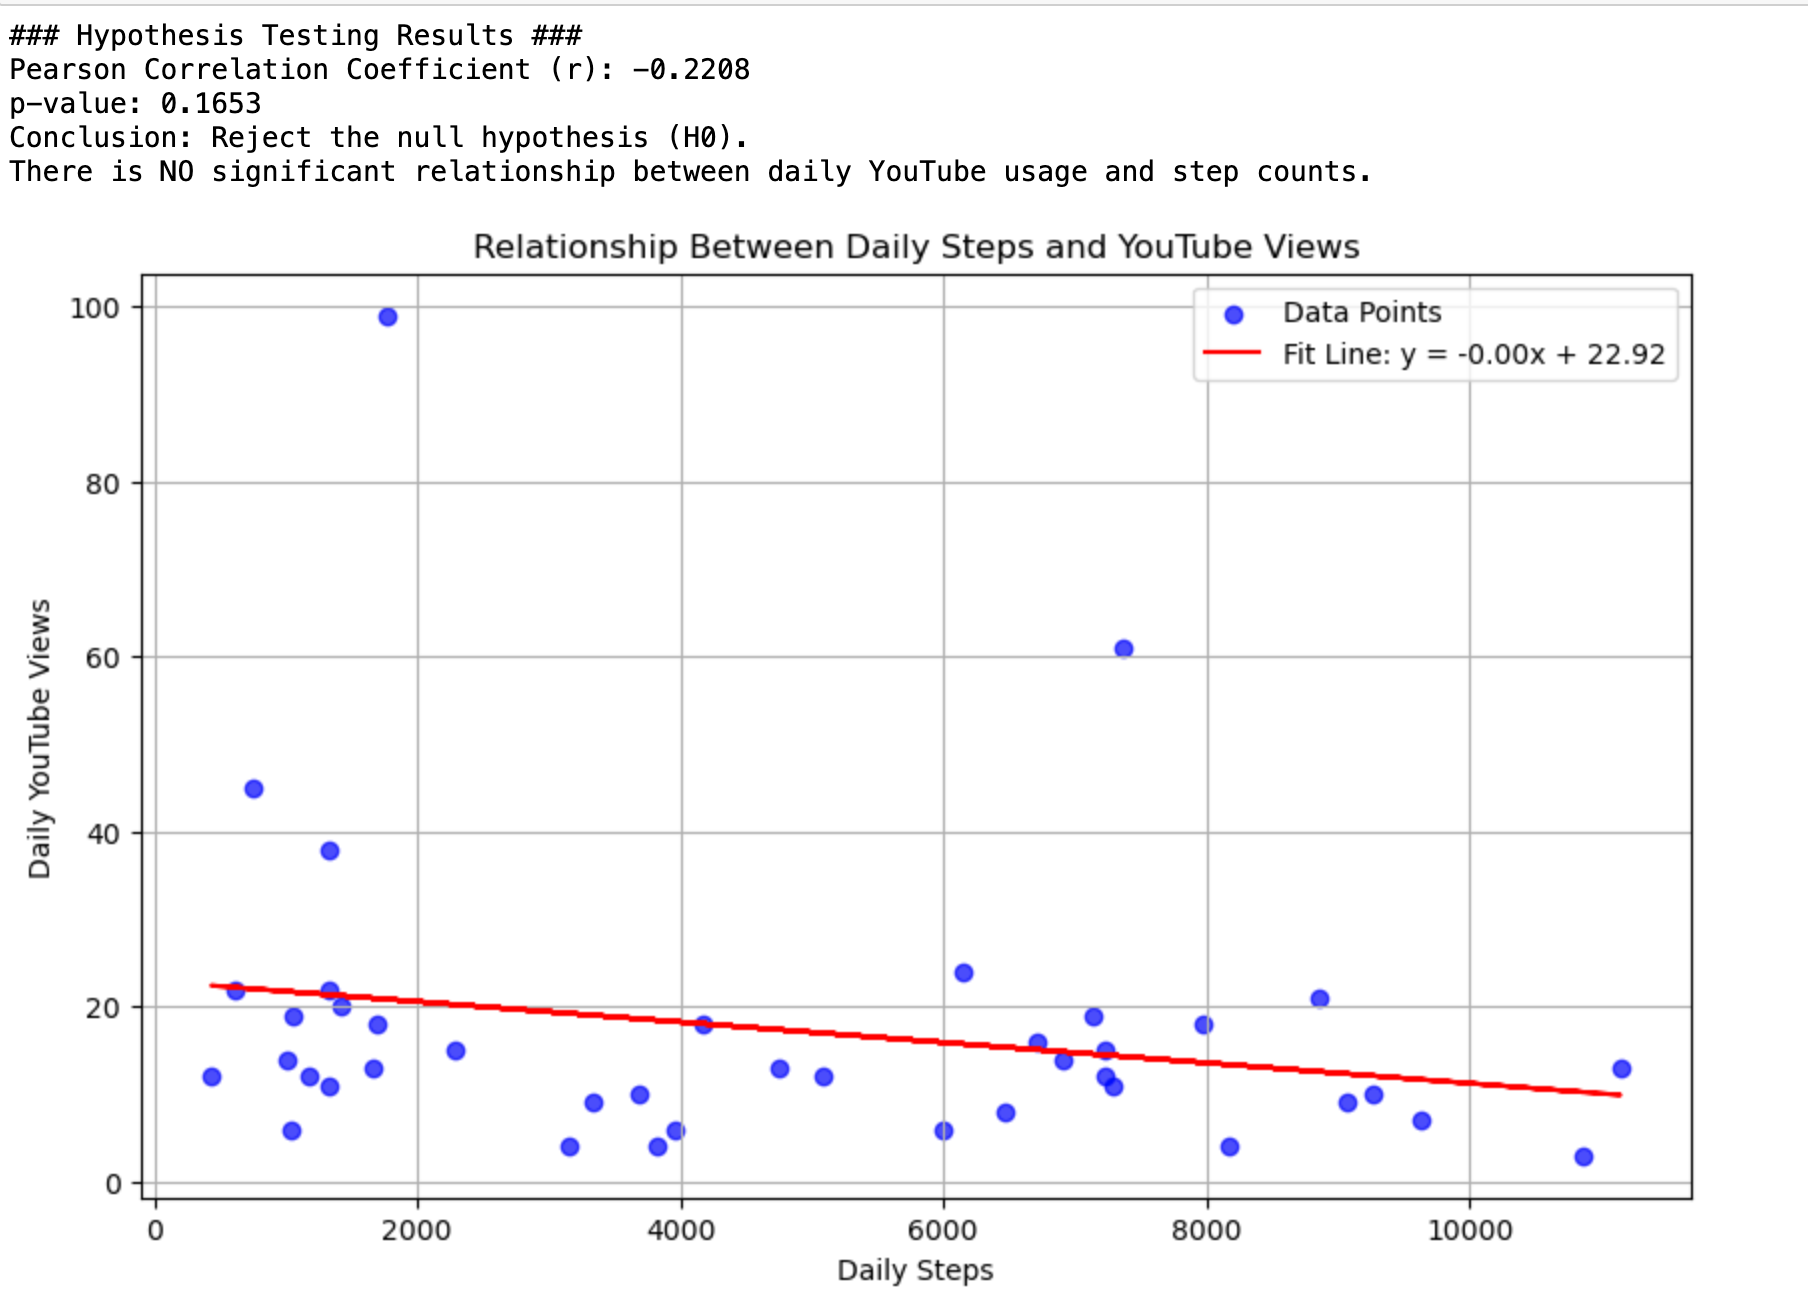 ### Hypothesis Testing Results ###
Pearson Correlation Coefficient (r): -0.2208
p-value: 0.1653
Conclusion: Reject the null hypothesis (H0).
There is NO significant relationship between daily YouTube usage and step counts.
Relationship Between Daily Steps and YouTube Views
Data Points
Fit Line: y = -0.00x + 22.92
100
80
60
40
20
0
Daily YouTube Views
0 2000 4000 6000 8000 10000
Daily Steps